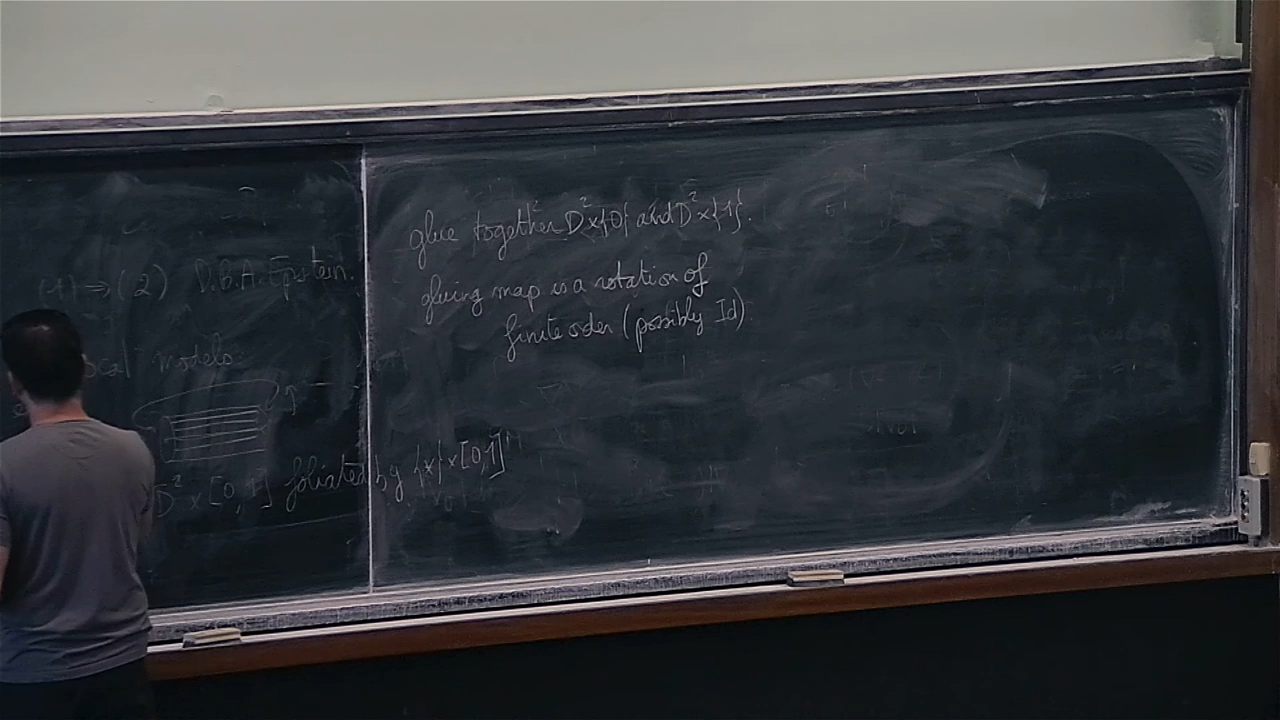 (1) ⇒ (2) D.B.A. Epstein.
local models:
D² × [0, 1] foliated by {*} × [0,1]
glue together D² × {0} and D² × {1}.
gluing map is a rotation of
finite order (possibly Id)